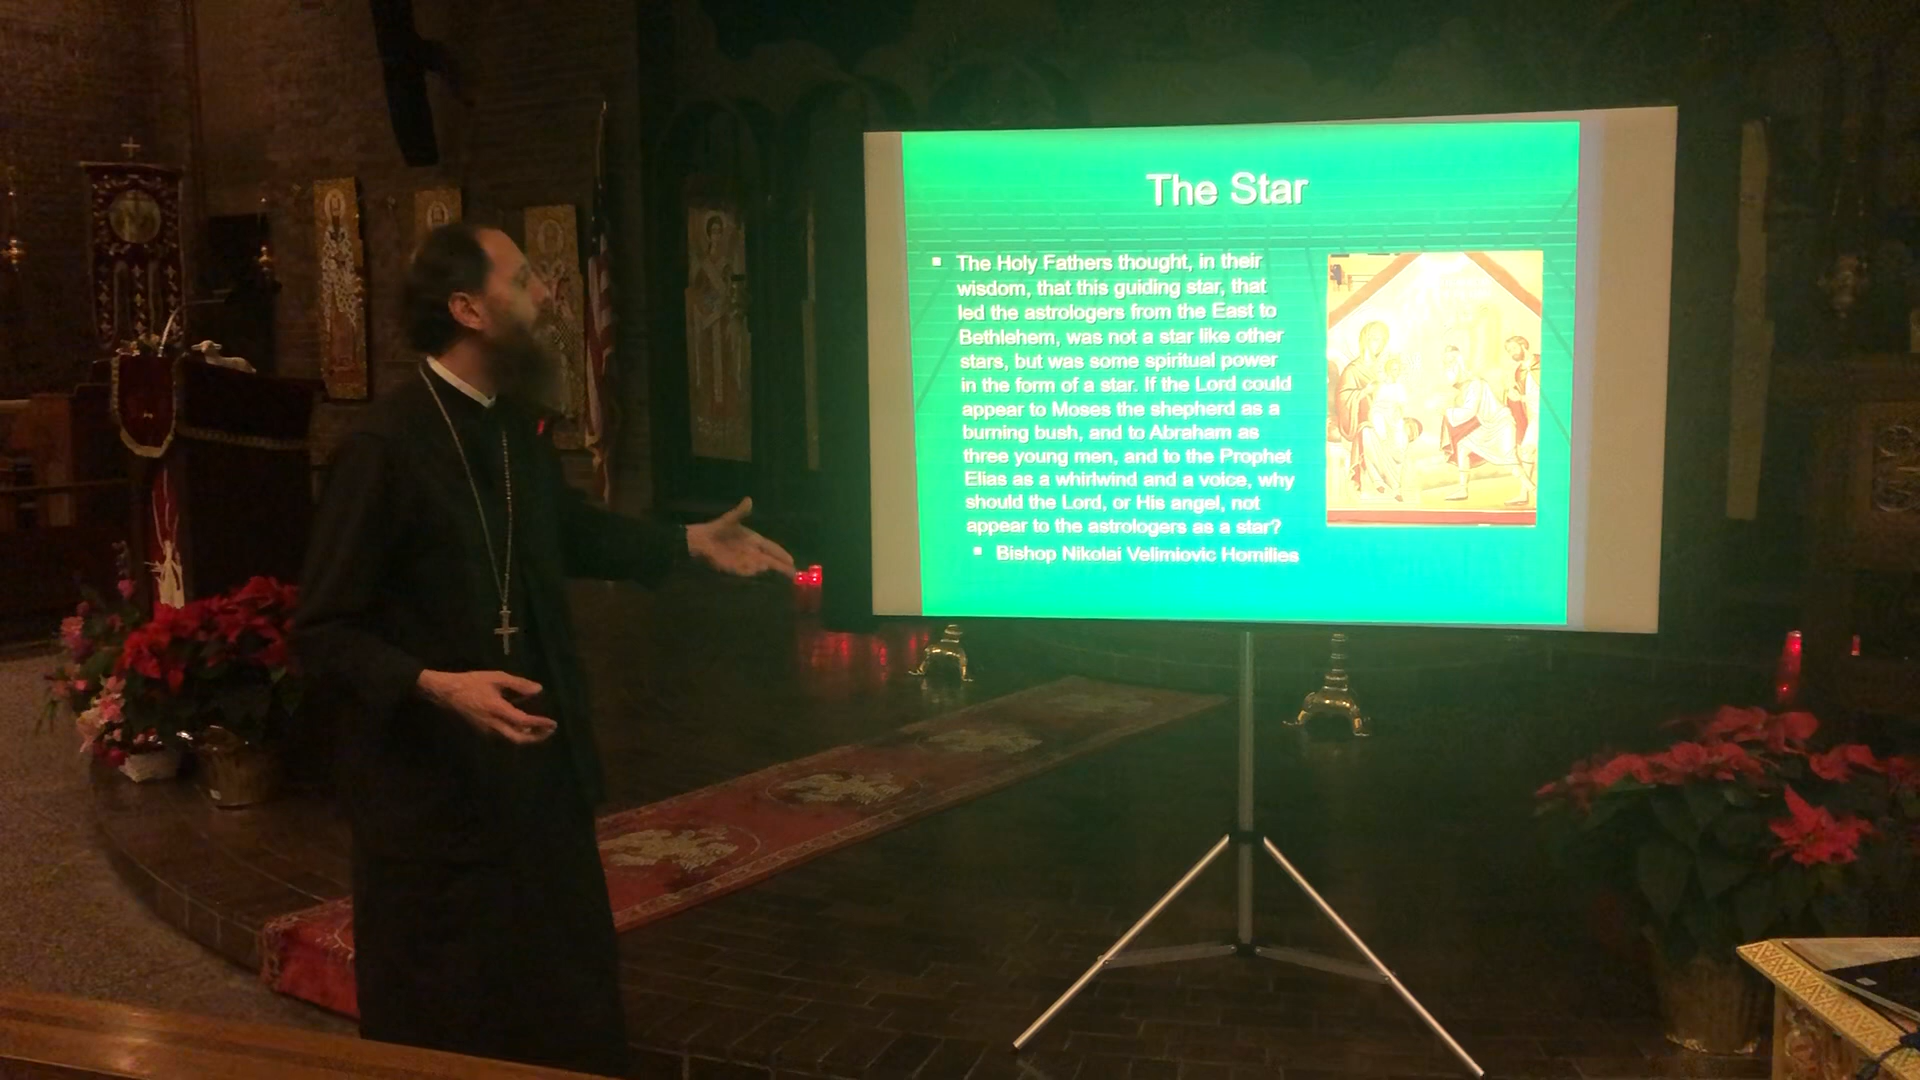 The Star
The Holy Fathers thought, in their
wisdom, that this guiding star, that
led the astrologers from the East to
Bethlehem, was not a star like other
stars, but was some spiritual power
in the form of a star. If the Lord could
appear to Moses the shepherd as a
burning bush, and to Abraham as
three young men, and to the Prophet
Elias as a whirlwind and a voice, why
should the Lord, or His angel, not
appear to the astrologers as a star?
Bishop Nikolai Velimiovic Homilies